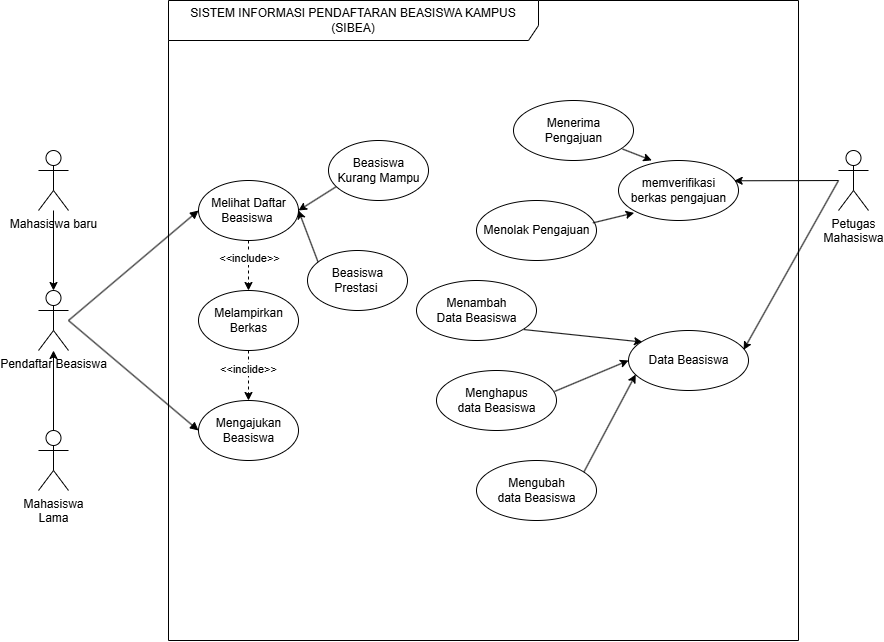 SISTEM INFORMASI PENDAFTARAN BEASISWA KAMPUS
(SIBEA)
Mahasiswa baru
Pendaftar Beasiswa
Mahasiswa
Lama
Melihat Daftar
Beasiswa
<<include>>
Melampirkan
Berkas
<<inclide>>
Mengajukan
Beasiswa
Beasiswa
Kurang Mampu
Beasiswa
Prestasi
Menerima
Pengajuan
Menolak Pengajuan
memverifikasi
berkas pengajuan
Menambah
Data Beasiswa
Menghapus
data Beasiswa
Mengubah
data Beasiswa
Data Beasiswa
Petugas
Mahasiswa